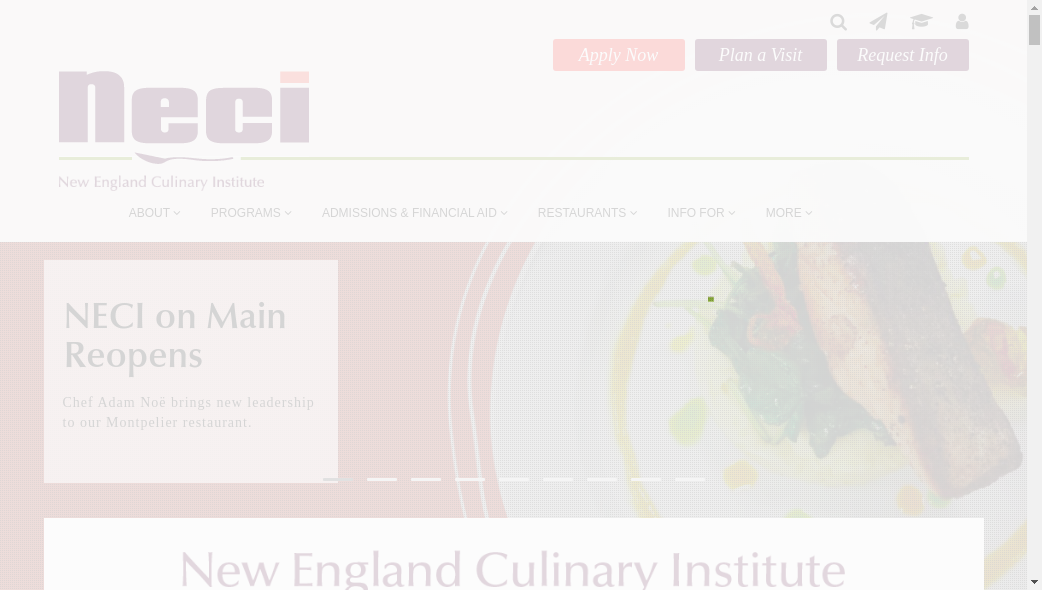 Apply Now
Plan a Visit
Request Info
neci
New England Culinary Institute
ABOUT
PROGRAMS
ADMISSIONS & FINANCIAL AID
RESTAURANTS
INFO FOR
MORE
NECI on Main
Reopens
Chef Adam Noë brings new leadership
to our Montpelier restaurant.
New England Culinary Institute